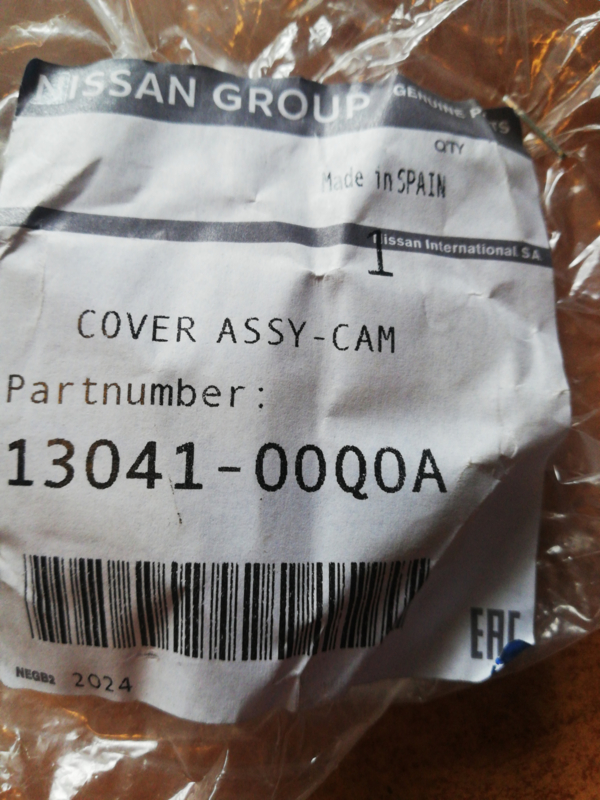 NISSAN GROUP GENUINE PARTS
QTY
Made in SPAIN
Nissan International SA
1
COVER ASSY-CAM
Partnumber:
13041-00Q0A
EAC
NEGB2 2024